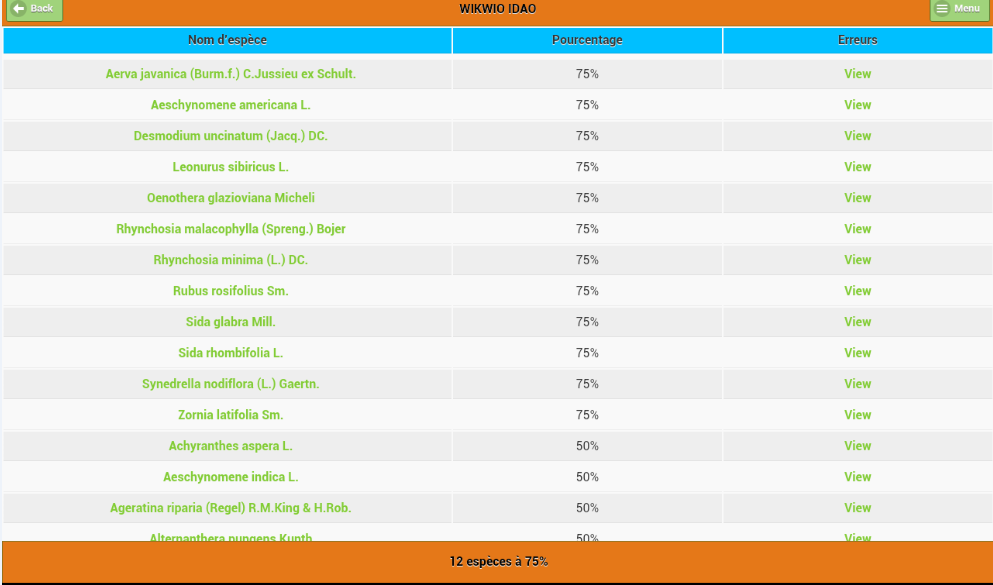 Back WIKWIO IDAO Menu
Nom d'espèce Pourcentage Erreurs
Aerva javanica (Burm.f.) C.Jussieu ex Schult. 75% View
Aeschynomene americana L. 75% View
Desmodium uncinatum (Jacq.) DC. 75% View
Leonurus sibiricus L. 75% View
Oenothera glazioviana Micheli 75% View
Rhynchosia malacophylla (Spreng.) Bojer 75% View
Rhynchosia minima (L.) DC. 75% View
Rubus rosifolius Sm. 75% View
Sida glabra Mill. 75% View
Sida rhombifolia L. 75% View
Synedrella nodiflora (L.) Gaertn. 75% View
Zornia latifolia Sm. 75% View
Achyranthes aspera L. 50% View
Aeschynomene indica L. 50% View
Ageratina riparia (Regel) R.M.King & H.Rob. 50% View
Alternanthera pungens Kunth 50% View
12 espèces à 75%